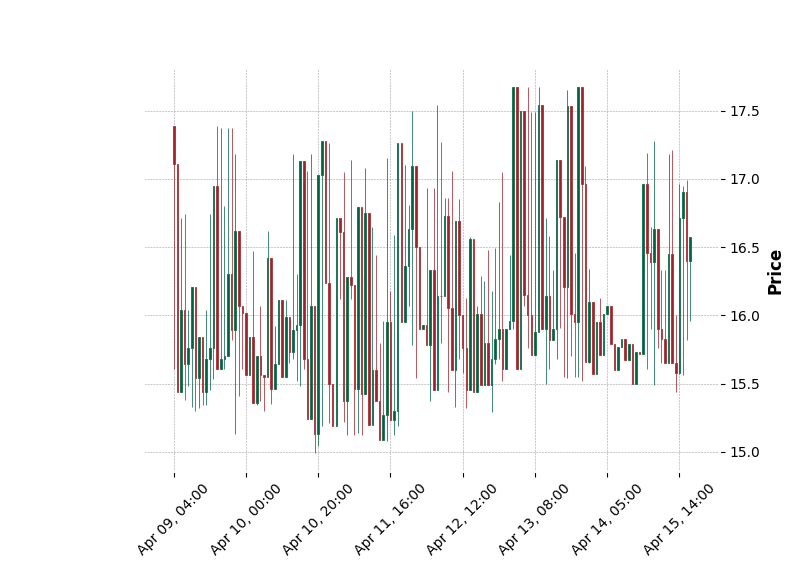 17.5
17.0
16.5
16.0
15.5
15.0
Price
Apr 09, 04:00
Apr 10, 00:00
Apr 10, 20:00
Apr 11, 16:00
Apr 12, 12:00
Apr 13, 08:00
Apr 14, 05:00
Apr 15, 14:00